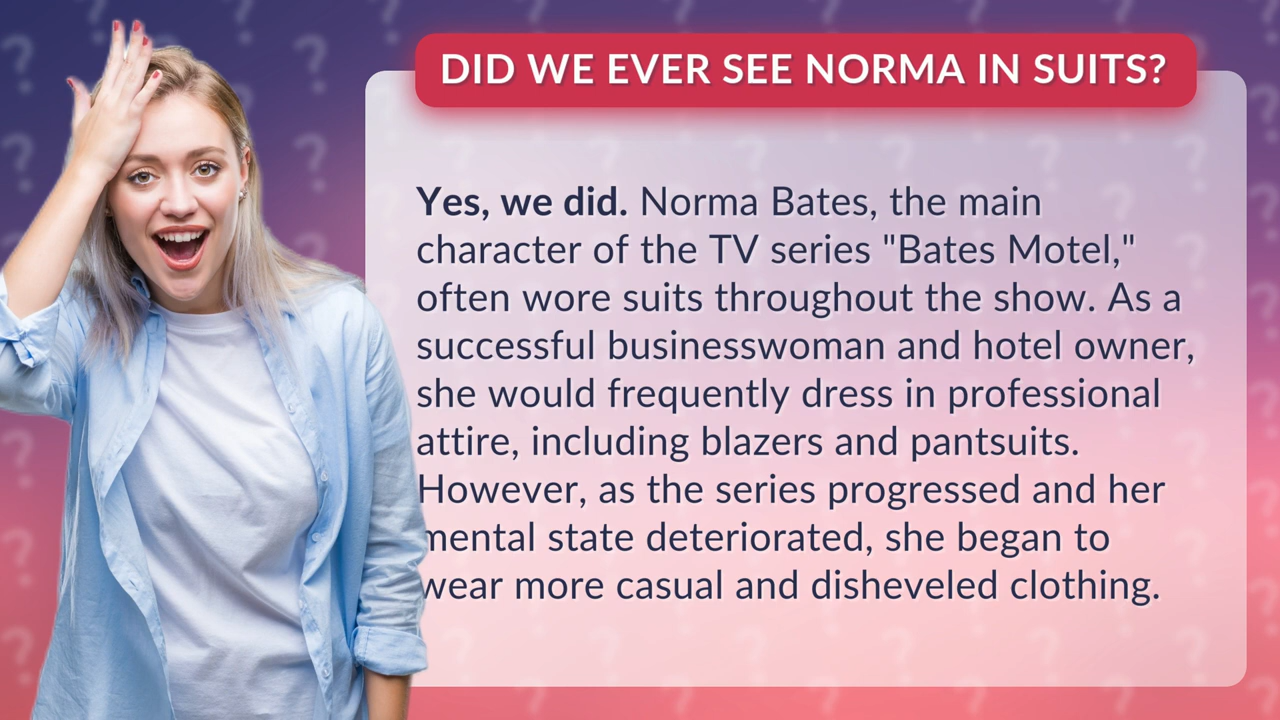 DID WE EVER SEE NORMA IN SUITS?
Yes, we did. Norma Bates, the main
character of the TV series "Bates Motel,"
often wore suits throughout the show. As a
successful businesswoman and hotel owner,
she would frequently dress in professional
attire, including blazers and pantsuits.
However, as the series progressed and her
mental state deteriorated, she began to
wear more casual and disheveled clothing.